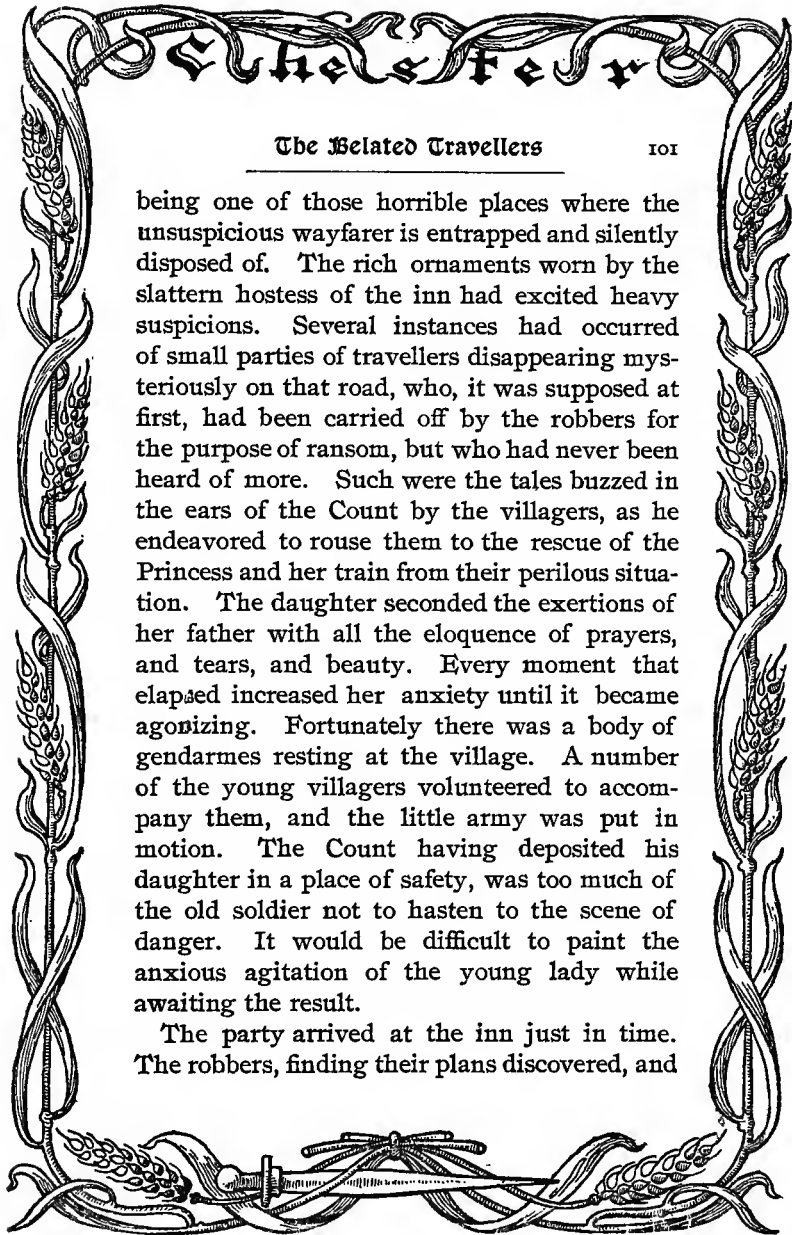 Chester
The Belated Travellers 101
being one of those horrible places where the
unsuspicious wayfarer is entrapped and silently
disposed of. The rich ornaments worn by the
slattern hostess of the inn had excited heavy
suspicions. Several instances had occurred
of small parties of travellers disappearing mys-
teriously on that road, who, it was supposed at
first, had been carried off by the robbers for
the purpose of ransom, but who had never been
heard of more. Such were the tales buzzed in
the ears of the Count by the villagers, as he
endeavored to rouse them to the rescue of the
Princess and her train from their perilous situa-
tion. The daughter seconded the exertions of
her father with all the eloquence of prayers,
and tears, and beauty. Every moment that
elapsed increased her anxiety until it became
agonizing. Fortunately there was a body of
gendarmes resting at the village. A number
of the young villagers volunteered to accom-
pany them, and the little army was put in
motion. The Count having deposited his
daughter in a place of safety, was too much of
the old soldier not to hasten to the scene of
danger. It would be difficult to paint the
anxious agitation of the young lady while
awaiting the result.
The party arrived at the inn just in time.
The robbers, finding their plans discovered, and